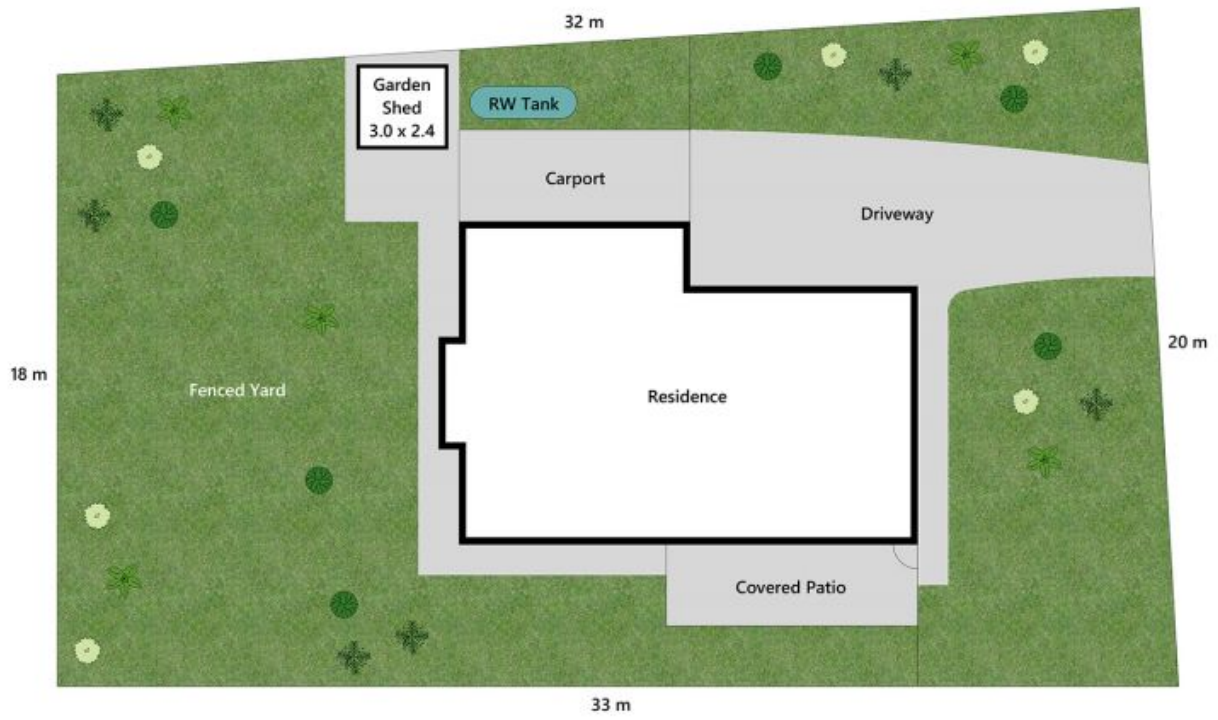 32 m
Garden
Shed
3.0 x 2.4
RW Tank
Carport
Driveway
18 m
Fenced Yard
Residence
20 m
Covered Patio
33 m